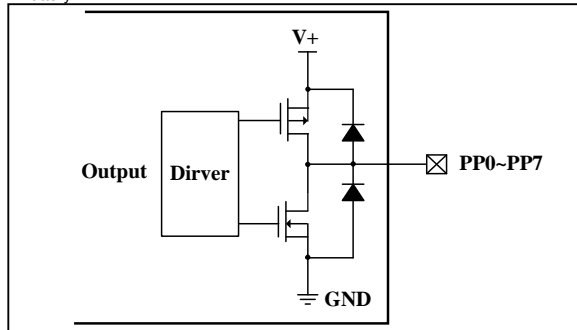 V+
Output
Dirver
PP0~PP7
GND